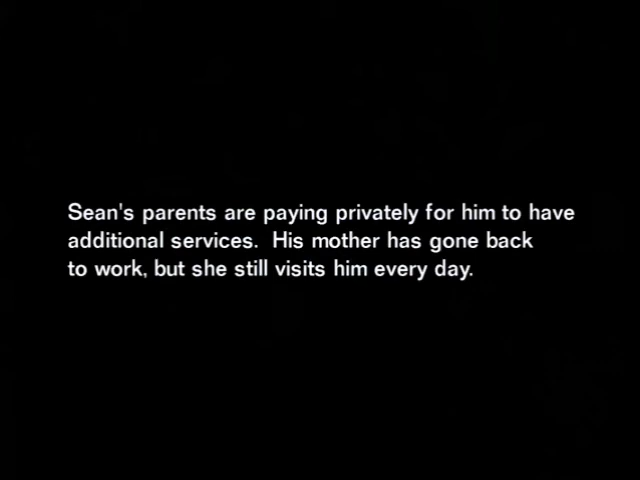 Sean's parents are paying privately for him to have
additional services.  His mother has gone back
to work, but she still visits him every day.